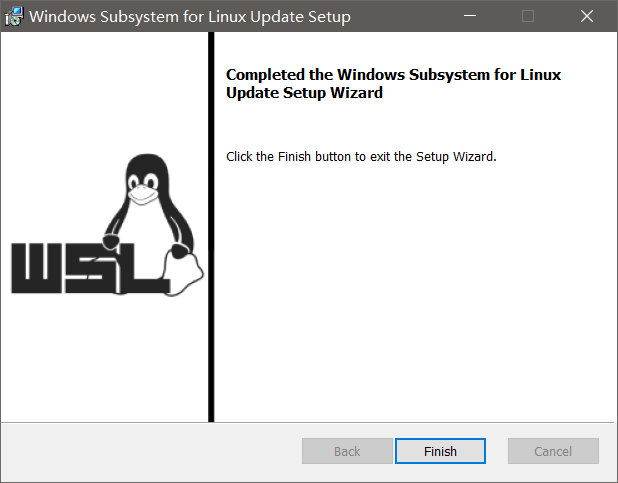 Windows Subsystem for Linux Update Setup
Completed the Windows Subsystem for Linux
Update Setup Wizard
Click the Finish button to exit the Setup Wizard.
WSL
Back
Finish
Cancel